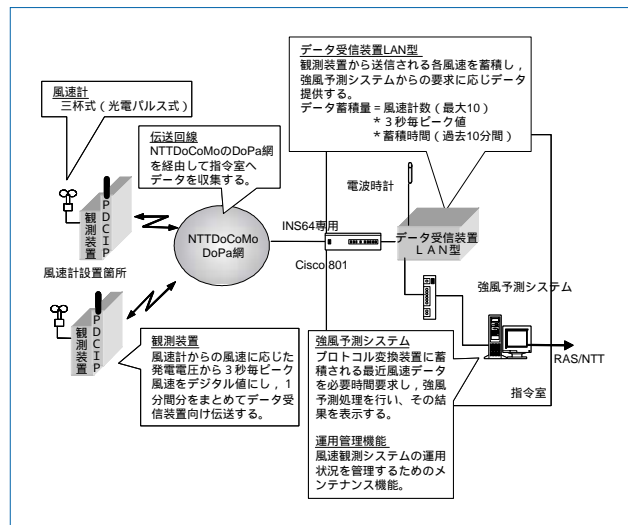 風速計
三杯式（光電パルス式）
データ受信装置LAN型
観測装置から送信される各風速を蓄積し，
強風予測システムからの要求に応じデータ
提供する。
データ蓄積量＝風速計数（最大10）
＊３秒毎ピーク値
＊蓄積時間（過去10分間）
伝送回線
NTTDoCoMoのDoPa網
を経由して指令室へ
データを収集する。
電波時計
観測装置
PDCIP
NTTDoCoMo
DoPa網
INS64専用
Cisco 801
データ受信装置
ＬＡＮ型
風速計設置箇所
観測装置
PDCIP
強風予測システム
RAS/NTT
指令室
観測装置
風速計からの風速に応じた
発電電圧から３秒毎ピーク
風速をデジタル値にし，１
分間分をまとめてデータ受
信装置向け伝送する。
強風予測システム
プロトコル変換装置に蓄
積される最近風速データ
を必要時間要求し，強風
予測処理を行い、その結
果を表示する。
運用管理機能
風速観測システムの運用
状況を管理するためのメ
ンテナンス機能。